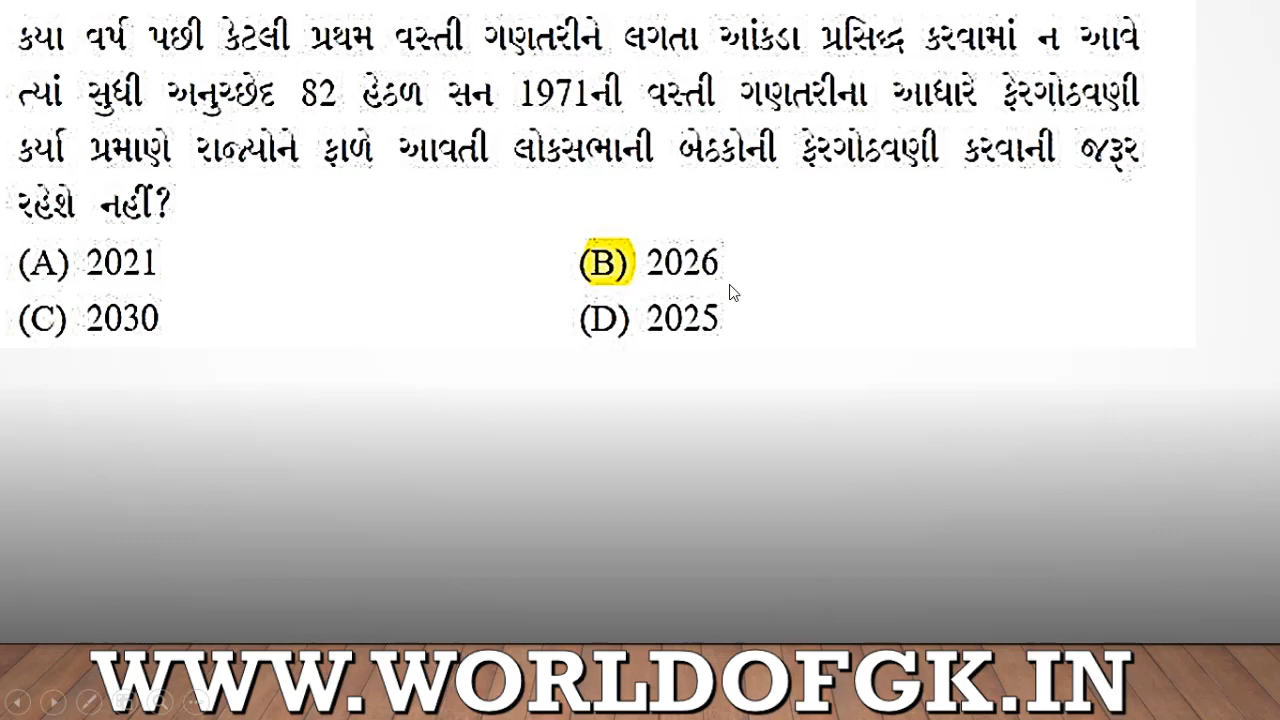 કયા વર્ષ પછી કેટલી પ્રથમ વસ્તી ગણતરીને લગતા આંકડા પ્રસિદ્ધ કરવામાં ન આવે
ત્યાં સુધી અનુચ્છેદ 82 હેઠળ સન 1971ની વસ્તી ગણતરીના આધારે ફેરગોઠવણી
કર્યા પ્રમાણે રાજ્યોને ફાળે આવતી લોકસભાની બેઠકોની ફેરગોઠવણી કરવાની જરૂર
રહેશે નહીં?
(A) 2021 (B) 2026
(C) 2030 (D) 2025
WWW.WORLDOFGK.IN